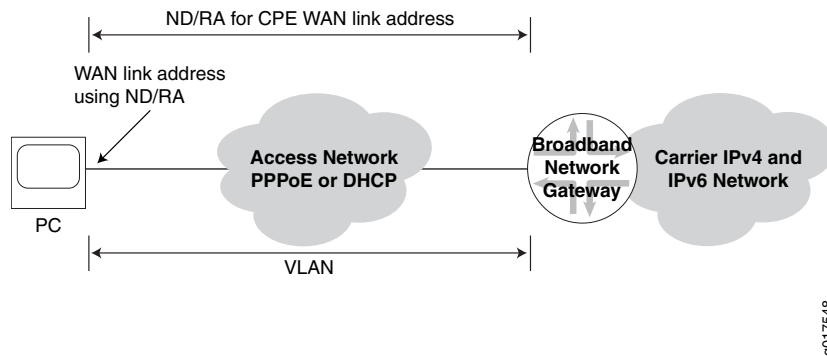 ND/RA for CPE WAN link address
WAN link address
using ND/RA
Access Network
PPPoE or DHCP
Broadband
Network
Gateway
Carrier IPv4 and
IPv6 Network
PC
VLAN
g017548